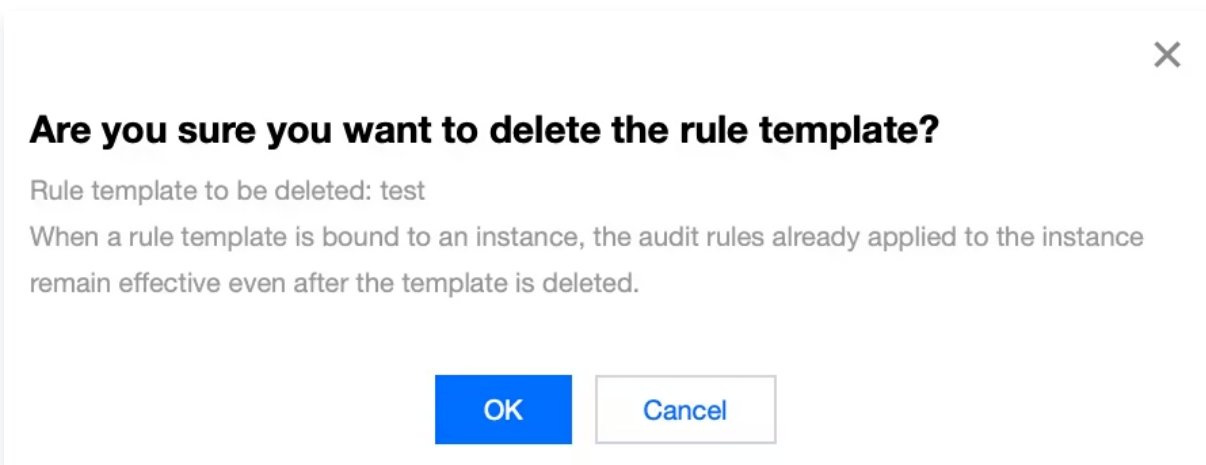 Are you sure you want to delete the rule template?
Rule template to be deleted: test
When a rule template is bound to an instance, the audit rules already applied to the instance
remain effective even after the template is deleted.
OK
Cancel